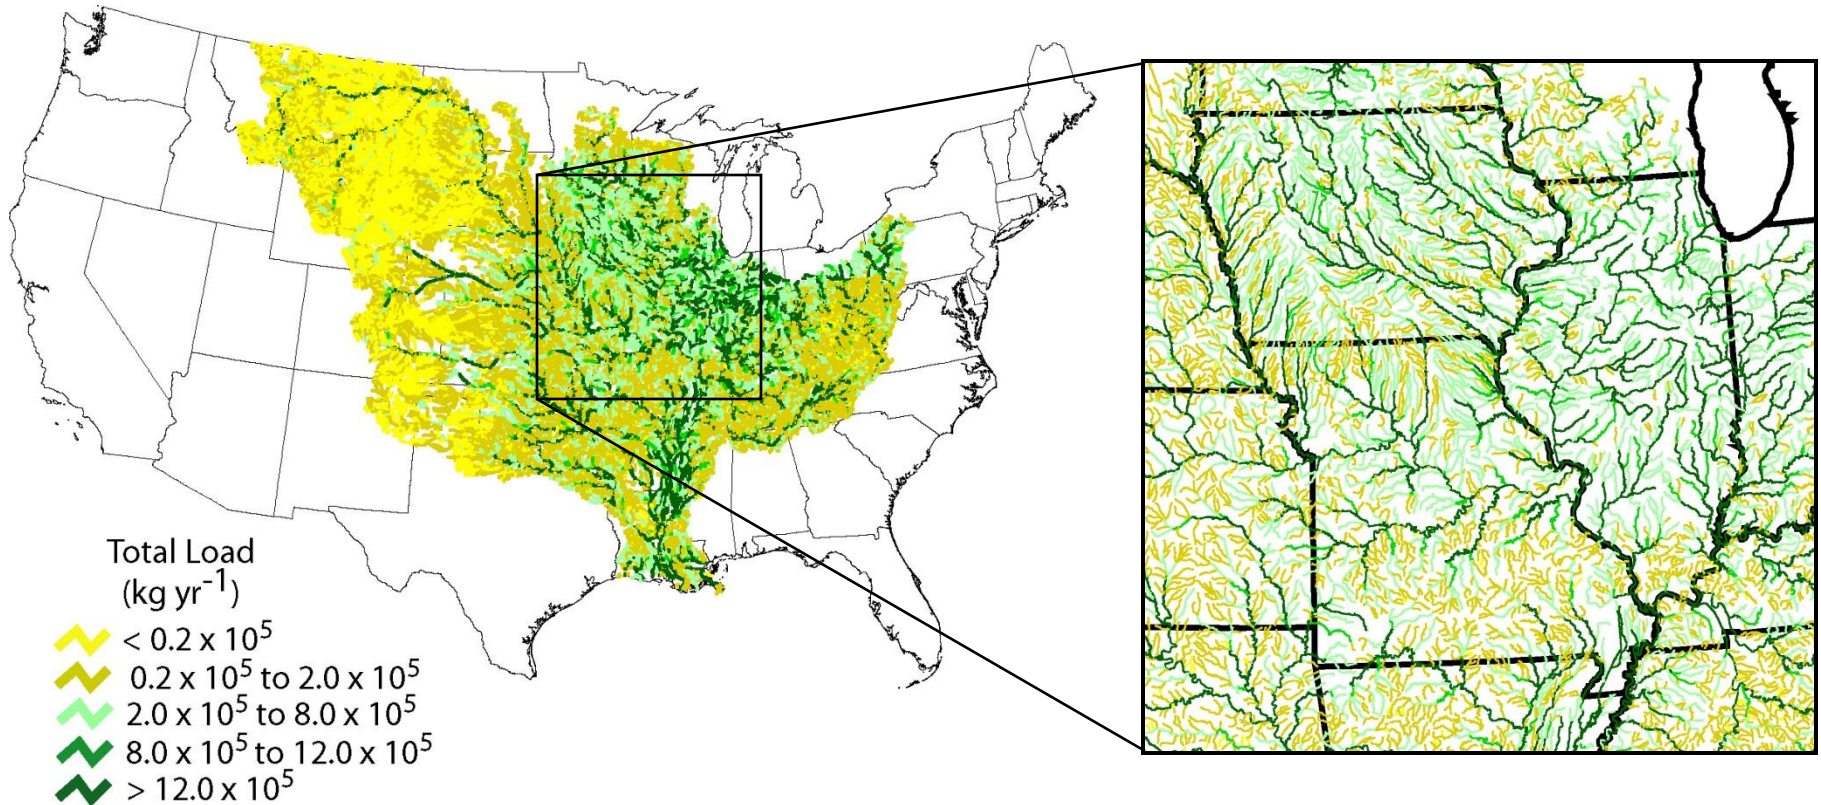 Total Load
(kg yr⁻¹)
< 0.2 x 10⁵
0.2 x 10⁵ to 2.0 x 10⁵
2.0 x 10⁵ to 8.0 x 10⁵
8.0 x 10⁵ to 12.0 x 10⁵
> 12.0 x 10⁵